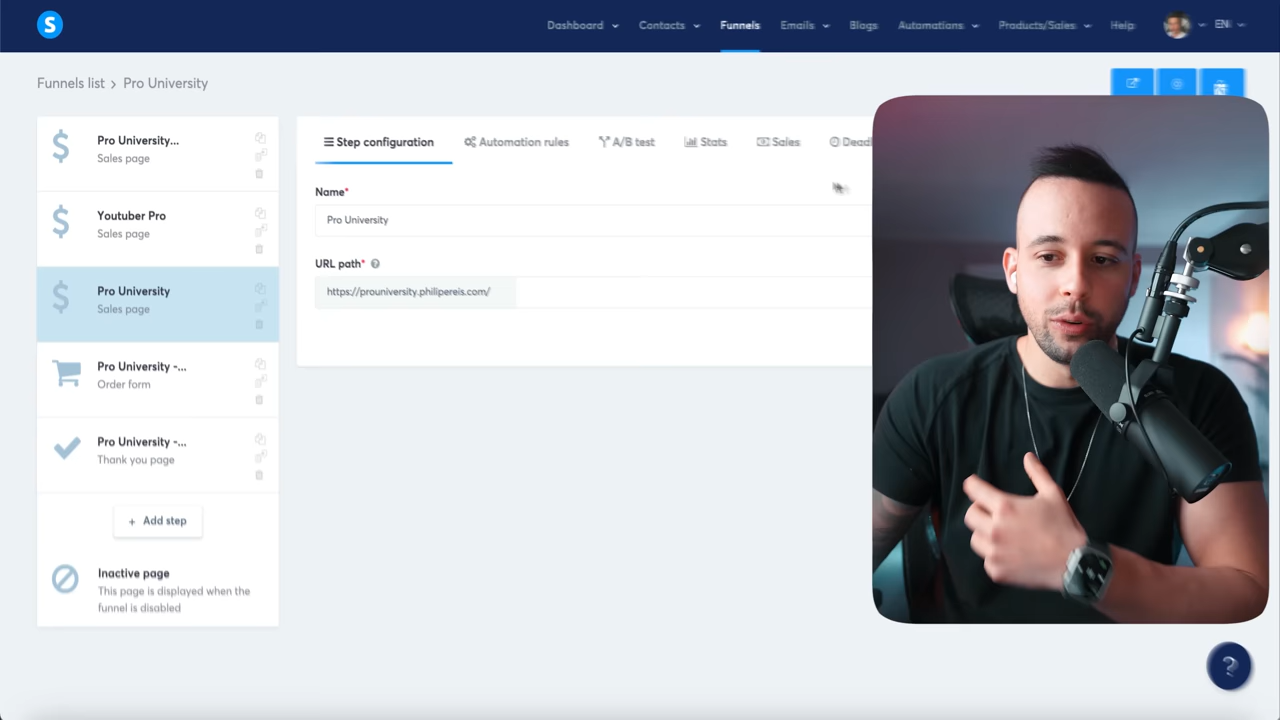 S
Dashboard
Contacts
Funnels
Emails
Blogs
Automations
Products/Sales
Help
EN
Funnels list > Pro University
Pro University...
Sales page
Youtuber Pro
Sales page
Pro University
Sales page
Pro University -...
Order form
Pro University -...
Thank you page
+ Add step
Inactive page
This page is displayed when the
funnel is disabled
Step configuration
Automation rules
A/B test
Stats
Sales
Name*
Pro University
URL path* ?
https://prouniversity.philipereis.com/
?